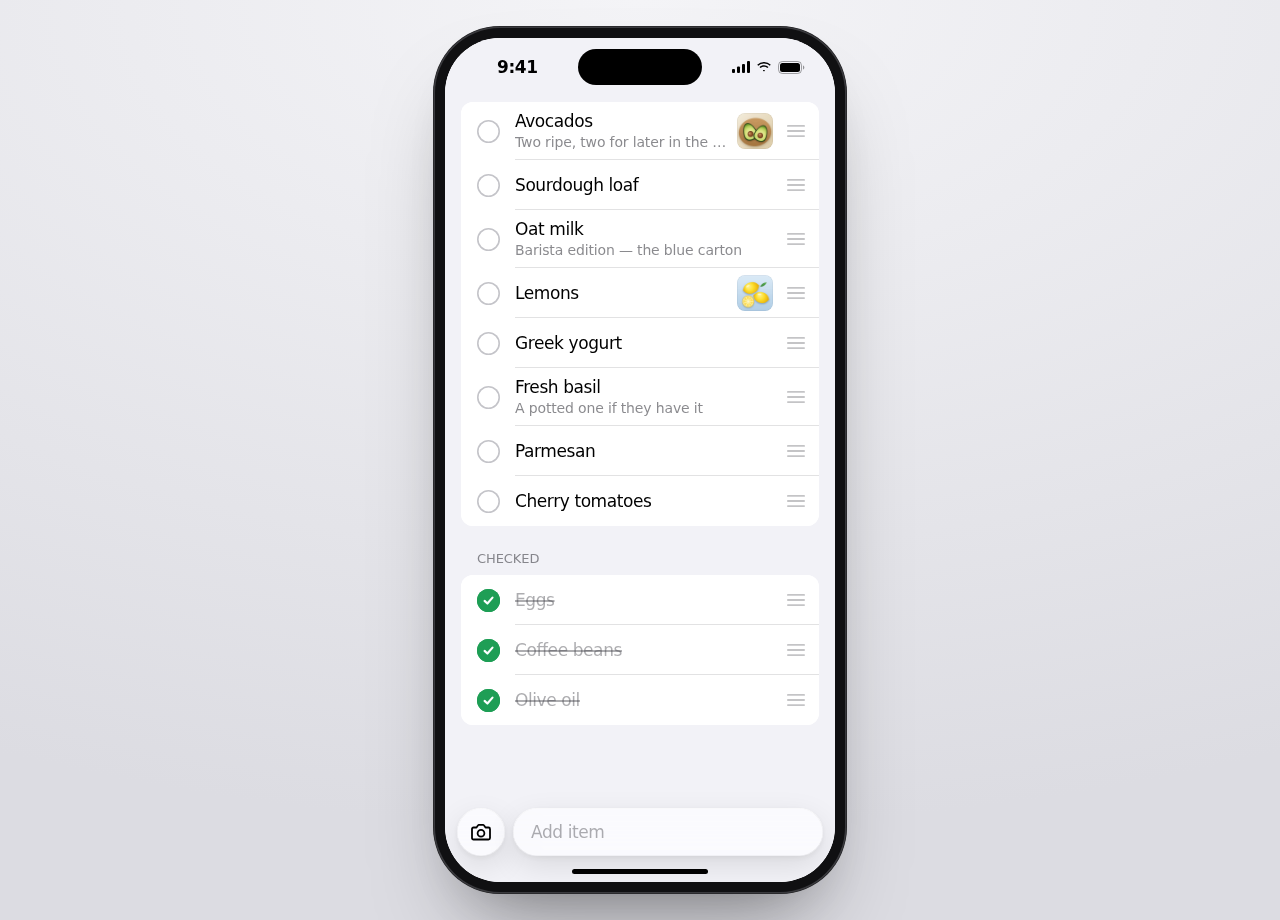 9:41
Avocados
Two ripe, two for later in the …
Sourdough loaf
Oat milk
Barista edition — the blue carton
Lemons
Greek yogurt
Fresh basil
A potted one if they have it
Parmesan
Cherry tomatoes
CHECKED
Eggs
Coffee beans
Olive oil
Add item